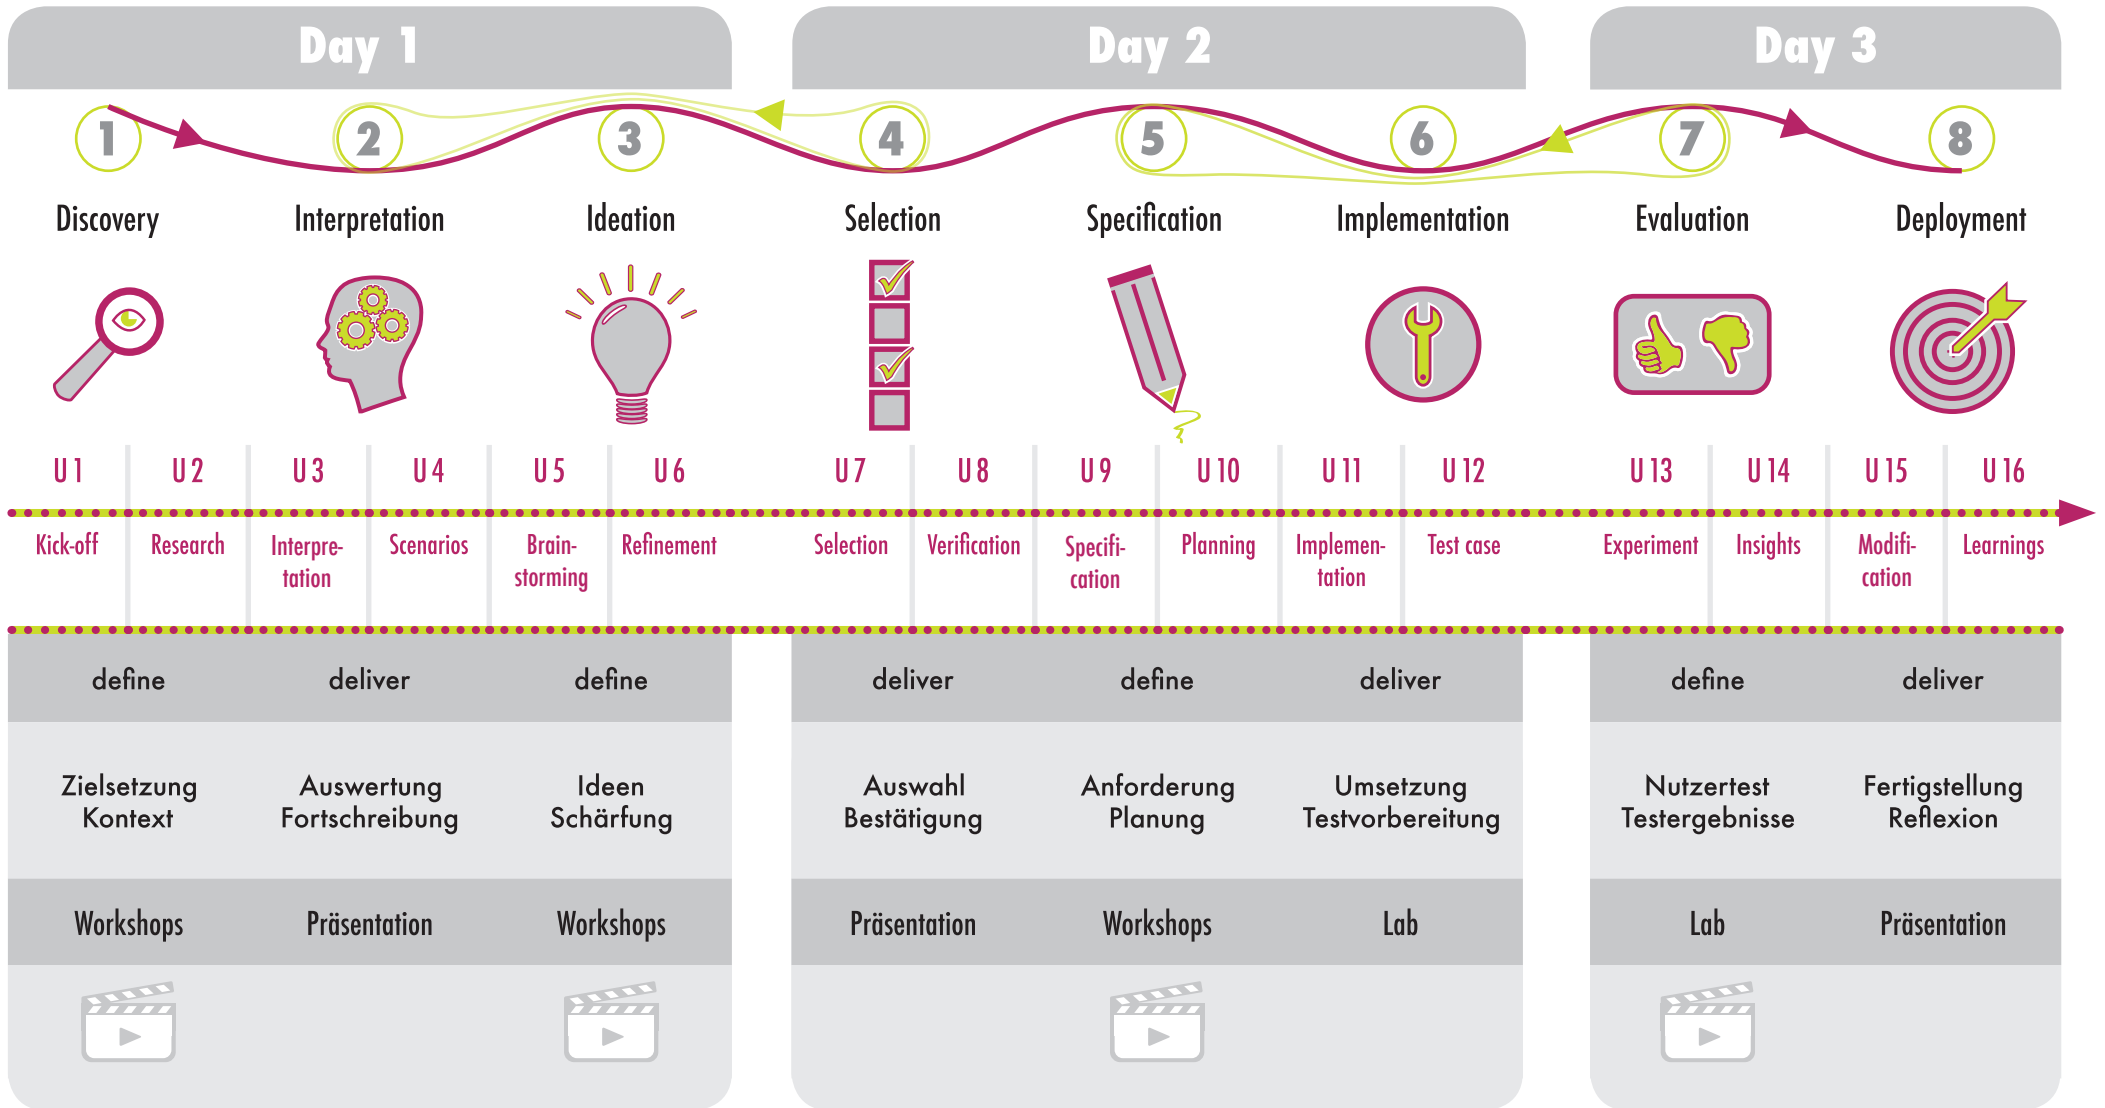 Day 1
Day 2
Day 3
1
2
3
4
5
6
7
8
Discovery
Interpretation
Ideation
Selection
Specification
Implementation
Evaluation
Deployment
U 1
U 2
U 3
U 4
U 5
U 6
U 7
U 8
U 9
U 10
U 11
U 12
U 13
U 14
U 15
U 16
Kick-off
Research
Interpre-
tation
Scenarios
Brain-
storming
Refinement
Selection
Verification
Specifi-
cation
Planning
Implemen-
tation
Test case
Experiment
Insights
Modifi-
cation
Learnings
define
deliver
define
deliver
define
deliver
define
deliver
Zielsetzung
Kontext
Auswertung
Fortschreibung
Ideen
Schärfung
Auswahl
Bestätigung
Anforderung
Planung
Umsetzung
Testvorbereitung
Nutzertest
Testergebnisse
Fertigstellung
Reflexion
Workshops
Präsentation
Workshops
Präsentation
Workshops
Lab
Lab
Präsentation